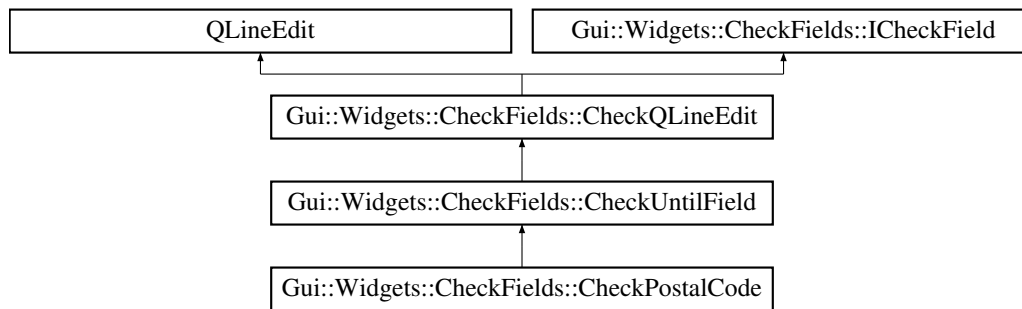 QLineEdit
Gui::Widgets::CheckFields::ICheckField
Gui::Widgets::CheckFields::CheckQLineEdit
Gui::Widgets::CheckFields::CheckUntilField
Gui::Widgets::CheckFields::CheckPostalCode